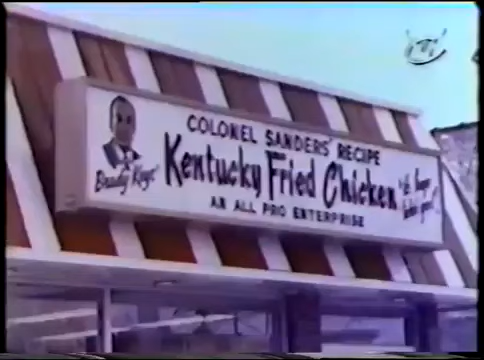 COLONEL SANDERS' RECIPE
Kentucky Fried Chicken
"it's finger
lickin' good"
AN ALL PRO ENTERPRISE
Brady Keys'